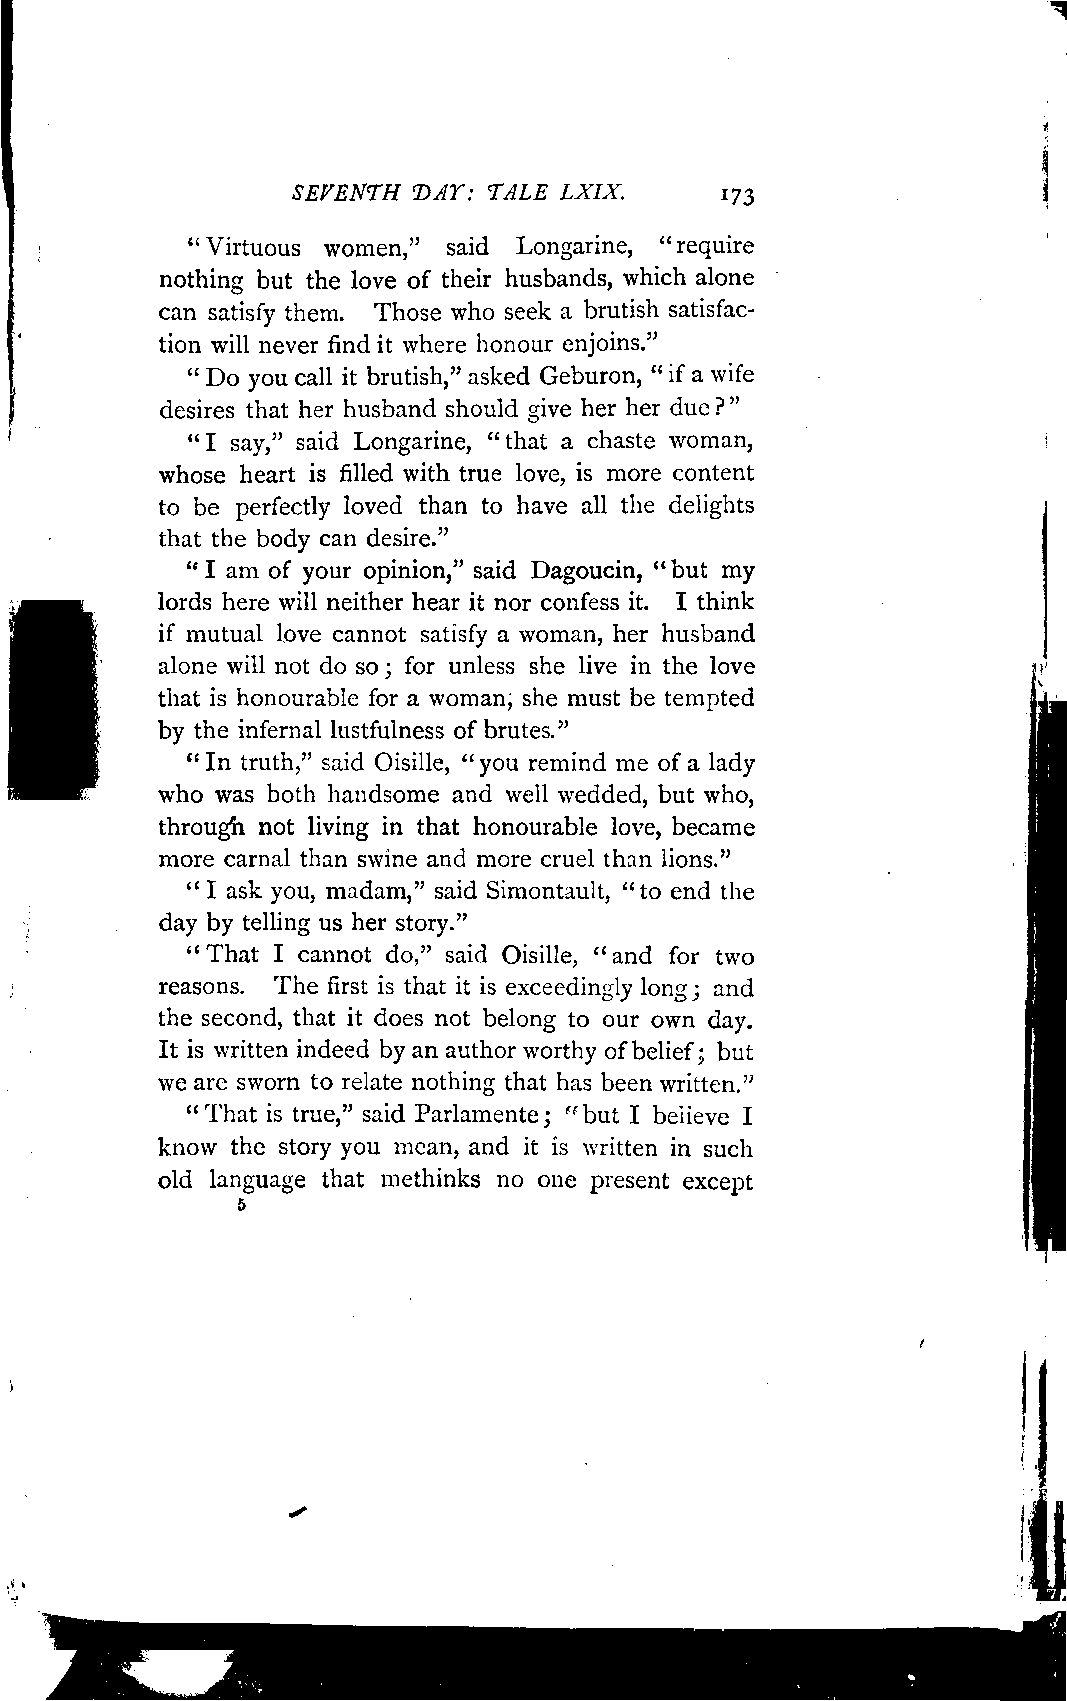 SEVENTH DAY: TALE LXIX. 173
“Virtuous women,” said Longarine, “require
nothing but the love of their husbands, which alone
can satisfy them. Those who seek a brutish satisfac-
tion will never find it where honour enjoins.”
“Do you call it brutish,” asked Geburon, “if a wife
desires that her husband should give her her due?”
“I say,” said Longarine, “that a chaste woman,
whose heart is filled with true love, is more content
to be perfectly loved than to have all the delights
that the body can desire.”
“I am of your opinion,” said Dagoucin, “but my
lords here will neither hear it nor confess it. I think
if mutual love cannot satisfy a woman, her husband
alone will not do so; for unless she live in the love
that is honourable for a woman, she must be tempted
by the infernal lustfulness of brutes.”
“In truth,” said Oisille, “you remind me of a lady
who was both handsome and well wedded, but who,
through not living in that honourable love, became
more carnal than swine and more cruel than lions.”
“I ask you, madam,” said Simontault, “to end the
day by telling us her story.”
“That I cannot do,” said Oisille, “and for two
reasons. The first is that it is exceedingly long; and
the second, that it does not belong to our own day.
It is written indeed by an author worthy of belief; but
we are sworn to relate nothing that has been written.”
“That is true,” said Parlamente; “but I believe I
know the story you mean, and it is written in such
old language that methinks no one present except
5